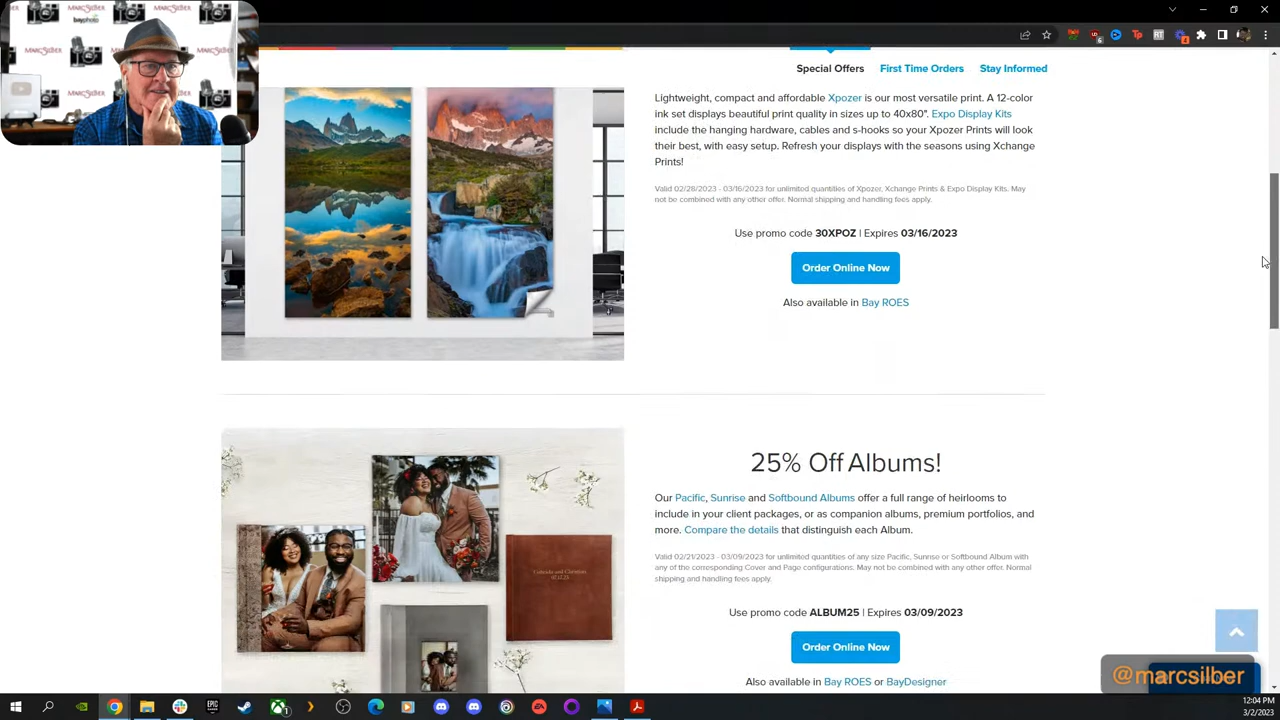 bayphoto
MARCSILBER
MARCSILBER
MARCSILBER
Special Offers
First Time Orders
Stay Informed
Lightweight, compact and affordable Xpozer is our most versatile print. A 12-color
ink set displays beautiful print quality in sizes up to 40x80". Expo Display Kits
include the hanging hardware, cables and s-hooks so your Xpozer Prints will look
their best, with easy setup. Refresh your displays with the seasons using Xchange
Prints!
Valid 02/28/2023 - 03/16/2023 for unlimited quantities of Xpozer, Xchange Prints & Expo Display Kits. May
not be combined with any other offer. Normal shipping and handling fees apply.
Use promo code 30XPOZ | Expires 03/16/2023
Order Online Now
Also available in Bay ROES
25% Off Albums!
Our Pacific, Sunrise and Softbound Albums offer a full range of heirlooms to
include in your client packages, or as companion albums, premium portfolios, and
more. Compare the details that distinguish each Album.
Valid 02/21/2023 - 03/09/2023 for unlimited quantities of any size Pacific, Sunrise or Softbound Album with
any of the corresponding Cover and Page configurations. May not be combined with any other offer. Normal
shipping and handling fees apply.
Use promo code ALBUM25 | Expires 03/09/2023
Order Online Now
Also available in Bay ROES or BayDesigner
@marcsilber
12:04 PM
3/2/2023